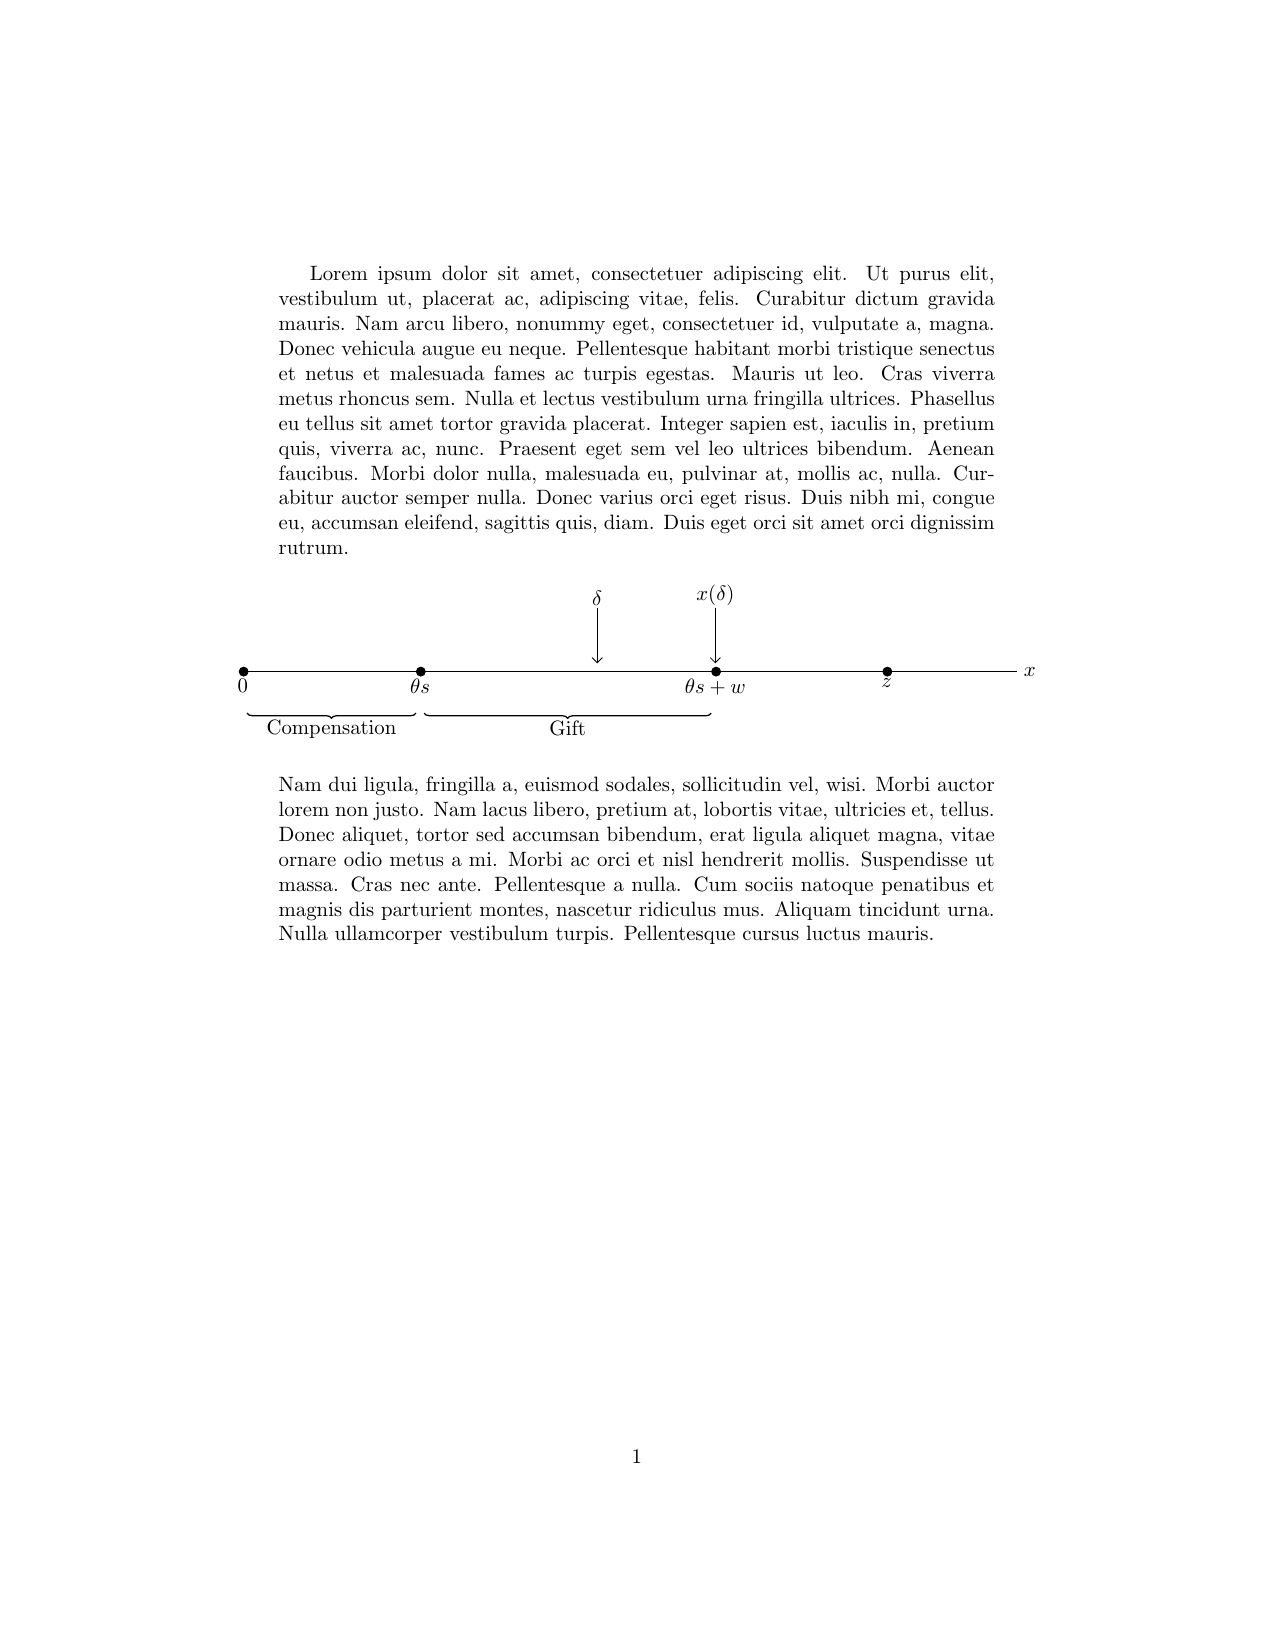 Lorem ipsum dolor sit amet, consectetuer adipiscing elit. Ut purus elit,
vestibulum ut, placerat ac, adipiscing vitae, felis. Curabitur dictum gravida
mauris. Nam arcu libero, nonummy eget, consectetuer id, vulputate a, magna.
Donec vehicula augue eu neque. Pellentesque habitant morbi tristique senectus
et netus et malesuada fames ac turpis egestas. Mauris ut leo. Cras viverra
metus rhoncus sem. Nulla et lectus vestibulum urna fringilla ultrices. Phasellus
eu tellus sit amet tortor gravida placerat. Integer sapien est, iaculis in, pretium
quis, viverra ac, nunc. Praesent eget sem vel leo ultrices bibendum. Aenean
faucibus. Morbi dolor nulla, malesuada eu, pulvinar at, mollis ac, nulla. Cur-
abitur auctor semper nulla. Donec varius orci eget risus. Duis nibh mi, congue
eu, accumsan eleifend, sagittis quis, diam. Duis eget orci sit amet orci dignissim
rutrum.
δ x(δ)
x
0 θs θs + w z
Compensation Gift
Nam dui ligula, fringilla a, euismod sodales, sollicitudin vel, wisi. Morbi auctor
lorem non justo. Nam lacus libero, pretium at, lobortis vitae, ultricies et, tellus.
Donec aliquet, tortor sed accumsan bibendum, erat ligula aliquet magna, vitae
ornare odio metus a mi. Morbi ac orci et nisl hendrerit mollis. Suspendisse ut
massa. Cras nec ante. Pellentesque a nulla. Cum sociis natoque penatibus et
magnis dis parturient montes, nascetur ridiculus mus. Aliquam tincidunt urna.
Nulla ullamcorper vestibulum turpis. Pellentesque cursus luctus mauris.
1